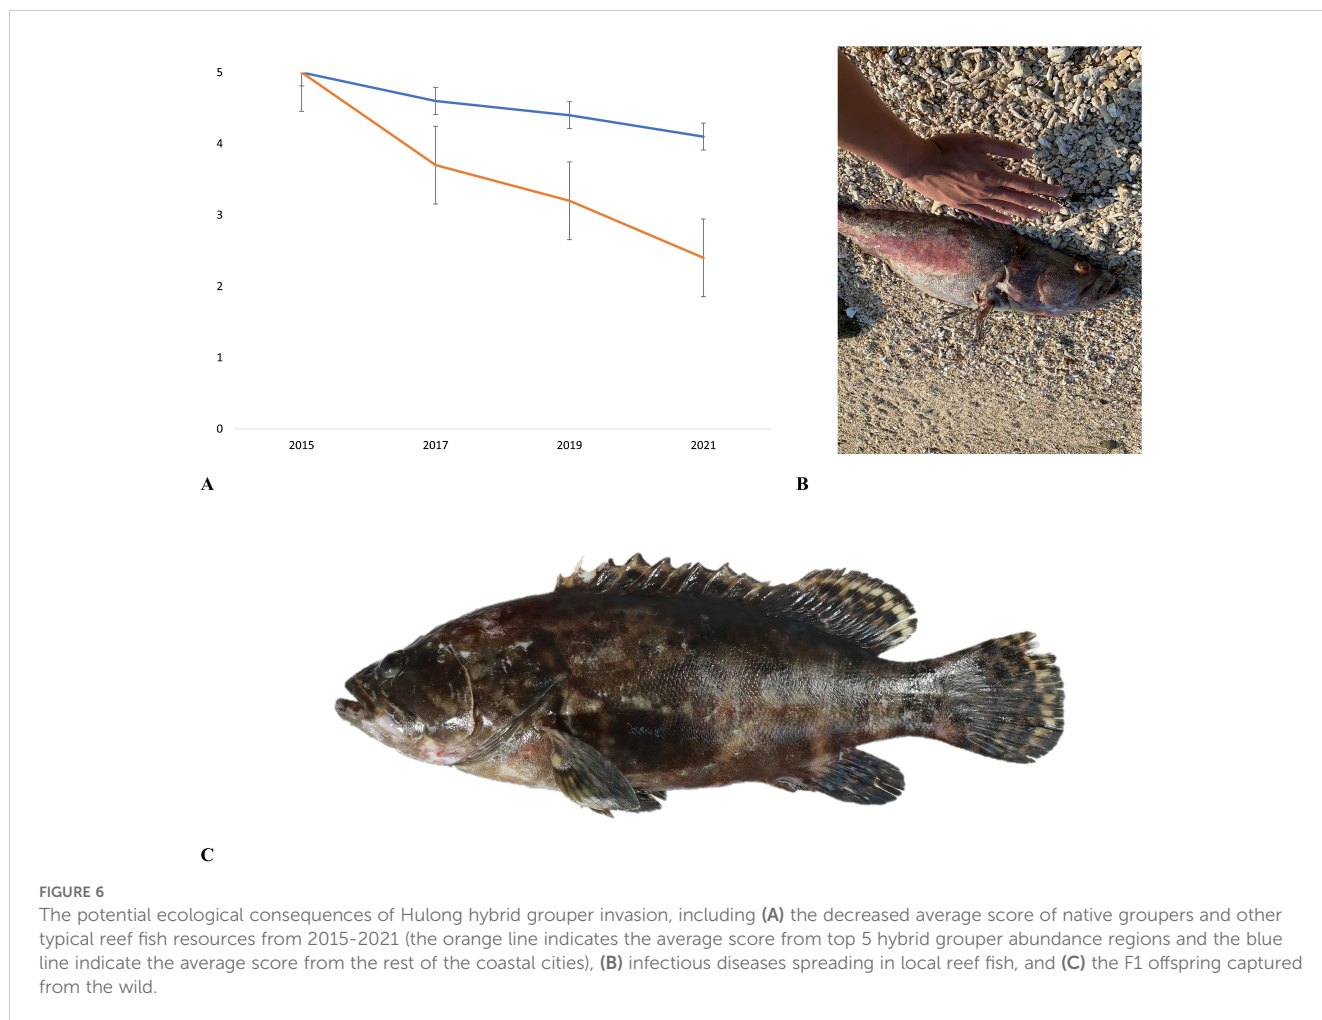 5
4
3
2
1
0
2015 2017 2019 2021
A
B
C
FIGURE 6
The potential ecological consequences of Hulong hybrid grouper invasion, including (A) the decreased average score of native groupers and other
typical reef fish resources from 2015-2021 (the orange line indicates the average score from top 5 hybrid grouper abundance regions and the blue
line indicate the average score from the rest of the coastal cities), (B) infectious diseases spreading in local reef fish, and (C) the F1 offspring captured
from the wild.